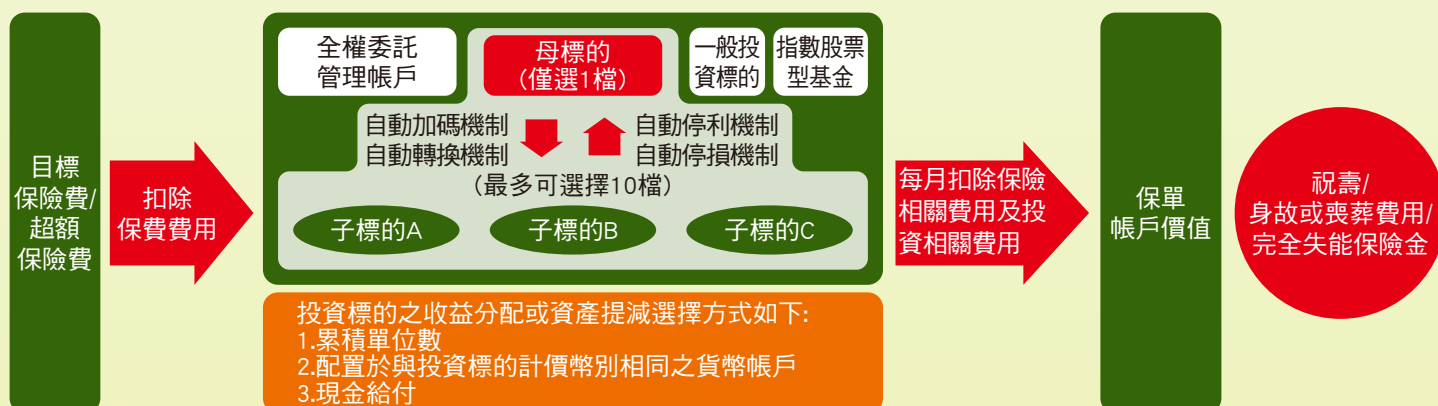 目標
保險費/
超額
保險費
扣除
保費費用
全權委託
管理帳戶
母標的
(僅選1檔)
一般投
資標的
指數股票
型基金
自動加碼機制
自動轉換機制
自動停利機制
自動停損機制
(最多可選擇10檔)
子標的A
子標的B
子標的C
投資標的之收益分配或資產提減選擇方式如下:
1.累積單位數
2.配置於與投資標的計價幣別相同之貨幣帳戶
3.現金給付
每月扣除保險
相關費用及投
資相關費用
保單
帳戶價值
祝壽/
身故或喪葬費用/
完全失能保險金